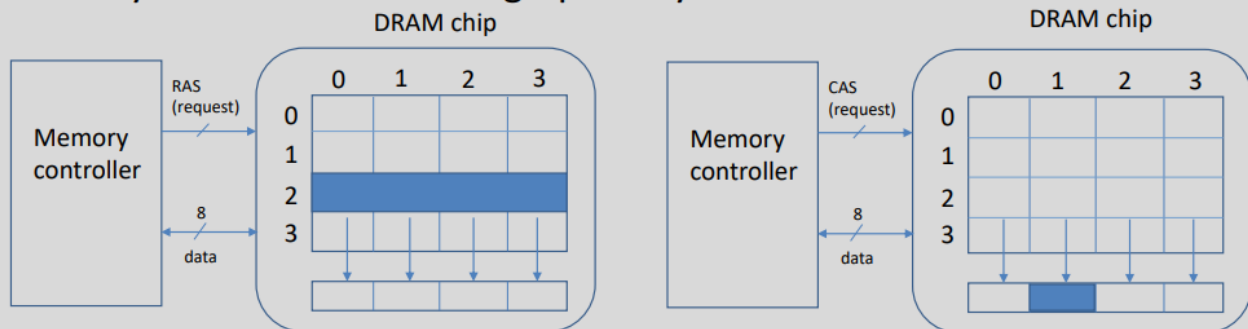 DRAM chip
RAS
(request)
Memory
controller
8
data
0 1 2 3
0
1
2
3
DRAM chip
CAS
(request)
Memory
controller
8
data
0 1 2 3
0
1
2
3